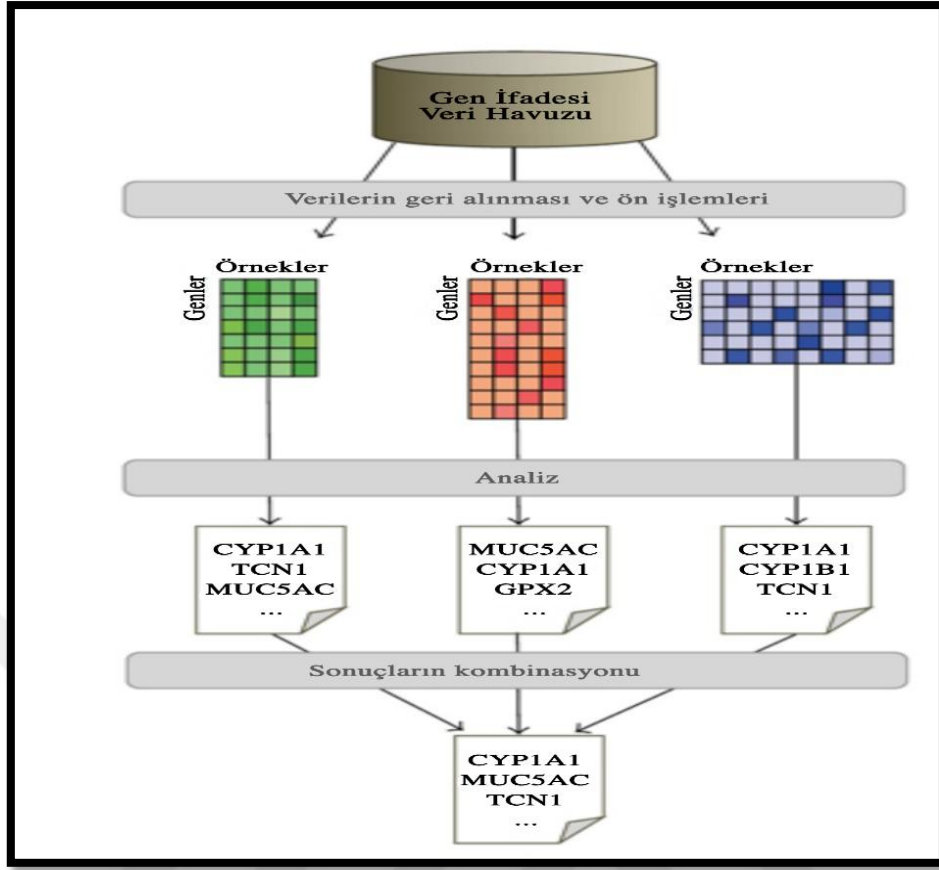 Gen İfadesi
Veri Havuzu
Verilerin geri alınması ve ön işlemleri
Örnekler
Genler
Örnekler
Genler
Örnekler
Genler
Analiz
CYP1A1
TCN1
MUC5AC
...
MUC5AC
CYP1A1
GPX2
...
CYP1A1
CYP1B1
TCN1
...
Sonuçların kombinasyonu
CYP1A1
MUC5AC
TCN1
...